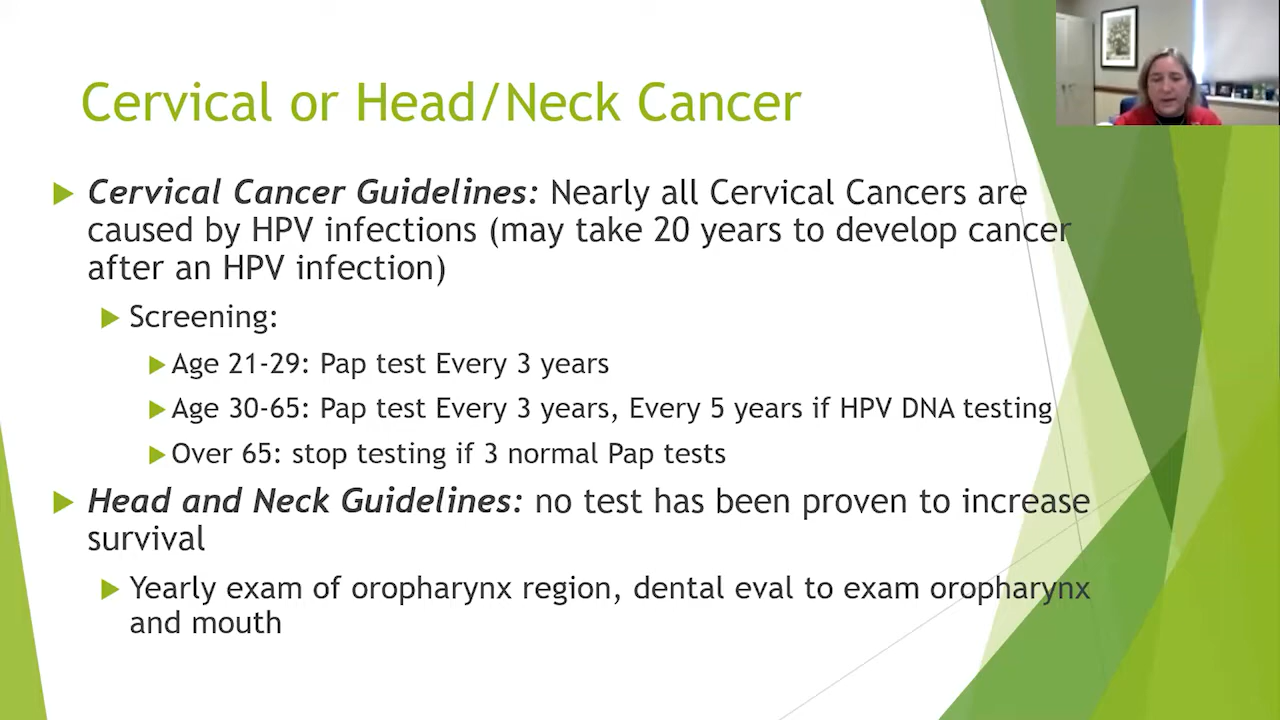 Cervical or Head/Neck Cancer
Cervical Cancer Guidelines: Nearly all Cervical Cancers are
caused by HPV infections (may take 20 years to develop cancer
after an HPV infection)
Screening:
Age 21-29: Pap test Every 3 years
Age 30-65: Pap test Every 3 years, Every 5 years if HPV DNA testing
Over 65: stop testing if 3 normal Pap tests
Head and Neck Guidelines: no test has been proven to increase
survival
Yearly exam of oropharynx region, dental eval to exam oropharynx
and mouth